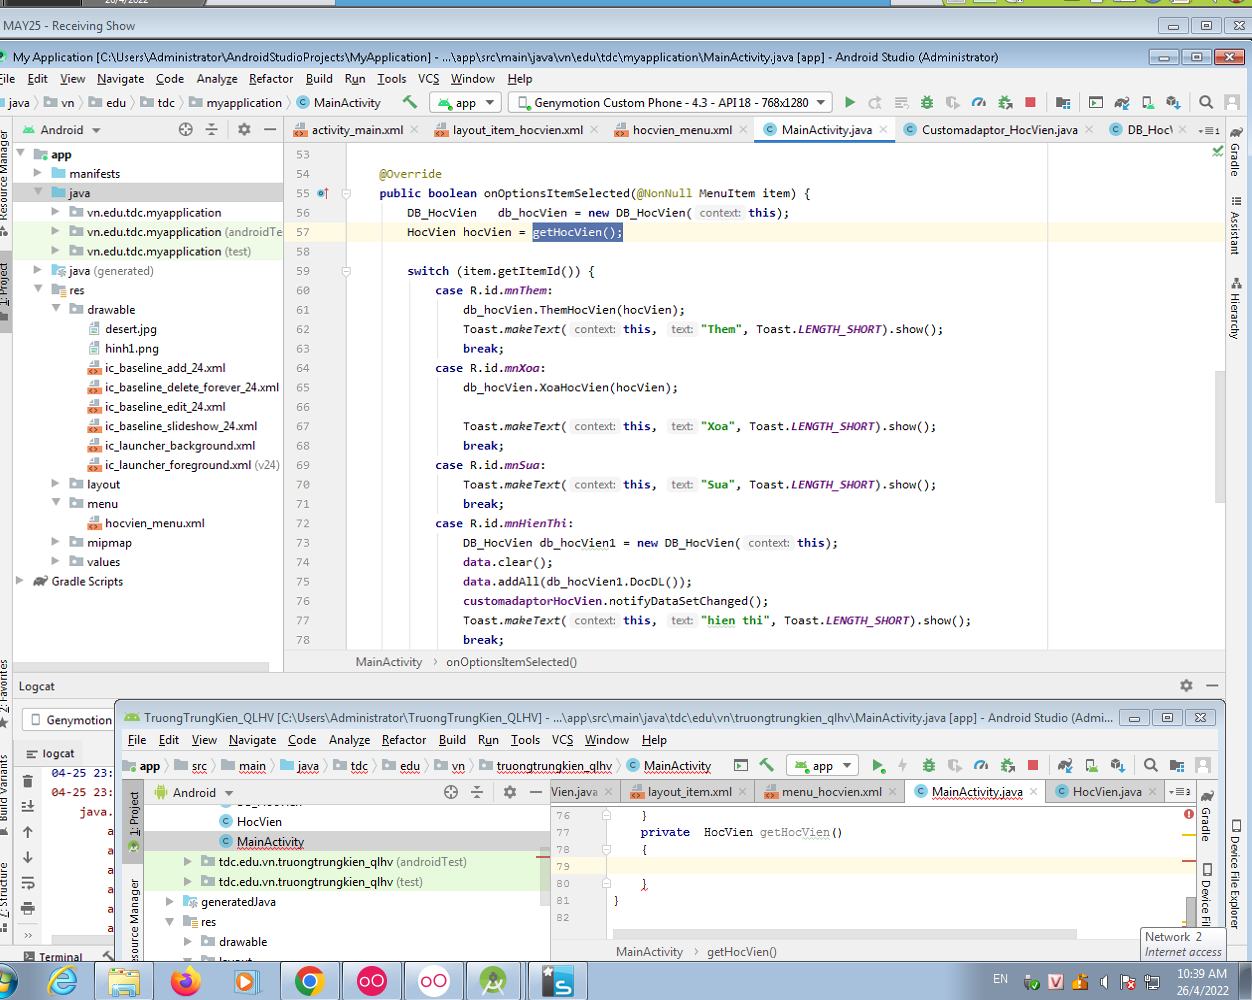 26/4/2022
MAY25 - Receiving Show
My Application [C:\Users\Administrator\AndroidStudioProjects\MyApplication] - ...\app\src\main\java\vn\edu\tdc\myapplication\MainActivity.java [app] - Android Studio (Administrator)
File Edit View Navigate Code Analyze Refactor Build Run Tools VCS Window Help
java vn edu tdc myapplication MainActivity app Genymotion Custom Phone - 4.3 - API 18 - 768x1280
Android activity_main.xml layout_item_hocvien.xml hocvien_menu.xml MainActivity.java Customadaptor_HocVien.java DB_HocV
Resource Manager
1: Project
app
manifests
java
vn.edu.tdc.myapplication
vn.edu.tdc.myapplication (androidTe
vn.edu.tdc.myapplication (test)
java (generated)
res
drawable
desert.jpg
hinh1.png
ic_baseline_add_24.xml
ic_baseline_delete_forever_24.xml
ic_baseline_edit_24.xml
ic_baseline_slideshow_24.xml
ic_launcher_background.xml
ic_launcher_foreground.xml (v24)
layout
menu
hocvien_menu.xml
mipmap
values
Gradle Scripts
53
54 @Override
55 public boolean onOptionsItemSelected(@NonNull MenuItem item) {
56 DB_HocVien db_hocVien = new DB_HocVien( context: this);
57 HocVien hocVien = getHocVien();
58
59 switch (item.getItemId()) {
60 case R.id.mnThem:
61 db_hocVien.ThemHocVien(hocVien);
62 Toast.makeText( context: this, text: "Them", Toast.LENGTH_SHORT).show();
63 break;
64 case R.id.mnXoa:
65 db_hocVien.XoaHocVien(hocVien);
66
67 Toast.makeText( context: this, text: "Xoa", Toast.LENGTH_SHORT).show();
68 break;
69 case R.id.mnSua:
70 Toast.makeText( context: this, text: "Sua", Toast.LENGTH_SHORT).show();
71 break;
72 case R.id.mnHienThi:
73 DB_HocVien db_hocVien1 = new DB_HocVien( context: this);
74 data.clear();
75 data.addAll(db_hocVien1.DocDL());
76 customadaptorHocVien.notifyDataSetChanged();
77 Toast.makeText( context: this, text: "hien thi", Toast.LENGTH_SHORT).show();
78 break;
MainActivity onOptionsItemSelected()
Gradle
Assistant
Hierarchy
Device File Explorer
2: Favorites
Build Variants
7: Structure
Logcat
Genymotion
logcat
04-25 23:
04-25 23:
java.
a
a
a
a
a
a
Terminal
TruongTrungKien_QLHV [C:\Users\Administrator\TruongTrungKien_QLHV] - ...\app\src\main\java\tdc\edu\vn\truongtrungkien_qlhv\MainActivity.java [app] - Android Studio (Admi...
File Edit View Navigate Code Analyze Refactor Build Run Tools VCS Window Help
app src main java tdc edu vn truongtrungkien_qlhv MainActivity app
Android Vien.java layout_item.xml menu_hocvien.xml MainActivity.java HocVien.java
1: Project
esource Manager
DB_HocVien
HocVien
MainActivity
tdc.edu.vn.truongtrungkien_qlhv (androidTest)
tdc.edu.vn.truongtrungkien_qlhv (test)
generatedJava
res
drawable
layout
76 }
77 private HocVien getHocVien()
78 {
79
80 }
81 }
82
MainActivity getHocVien()
Gradle
Device Fil
Network 2
Internet access
EN
10:39 AM
26/4/2022